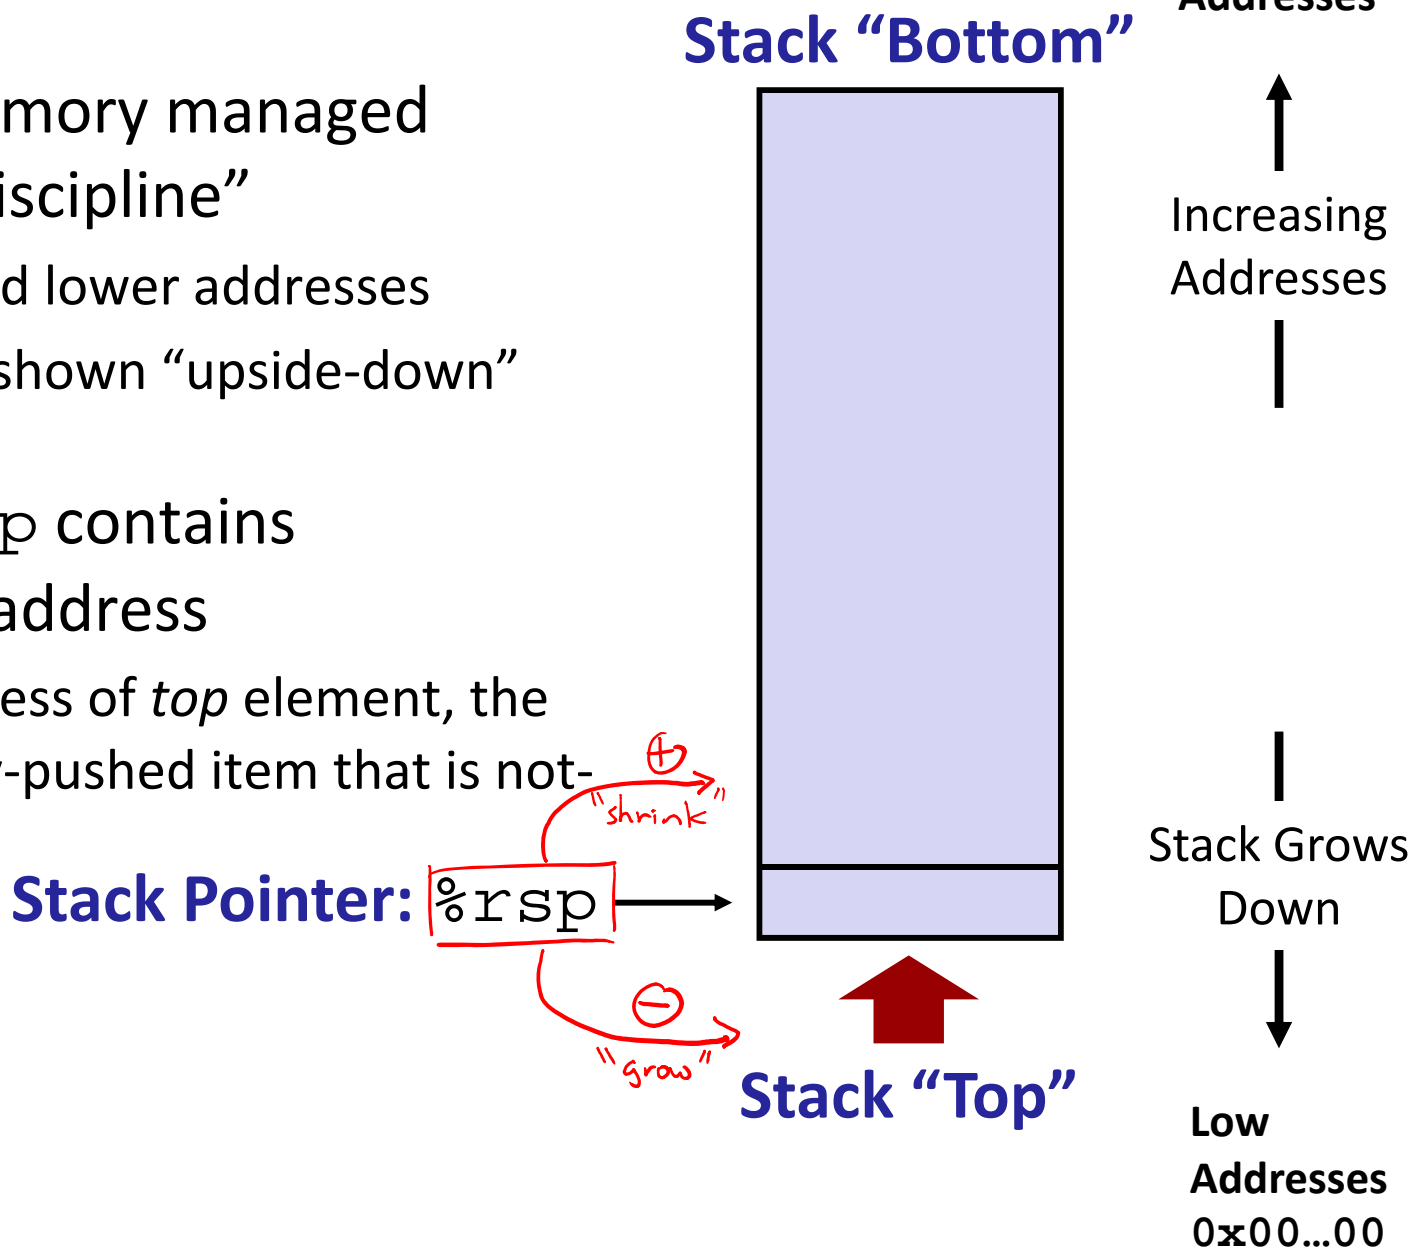 Addresses
Stack “Bottom”
mory managed
iscipline”
d lower addresses
shown “upside-down”
Increasing
Addresses
p contains
address
ess of top element, the
y-pushed item that is not-
+
"shrink"
Stack Pointer: %rsp
Stack Grows
Down
−
"grow"
Stack “Top”
Low
Addresses
0x00…00